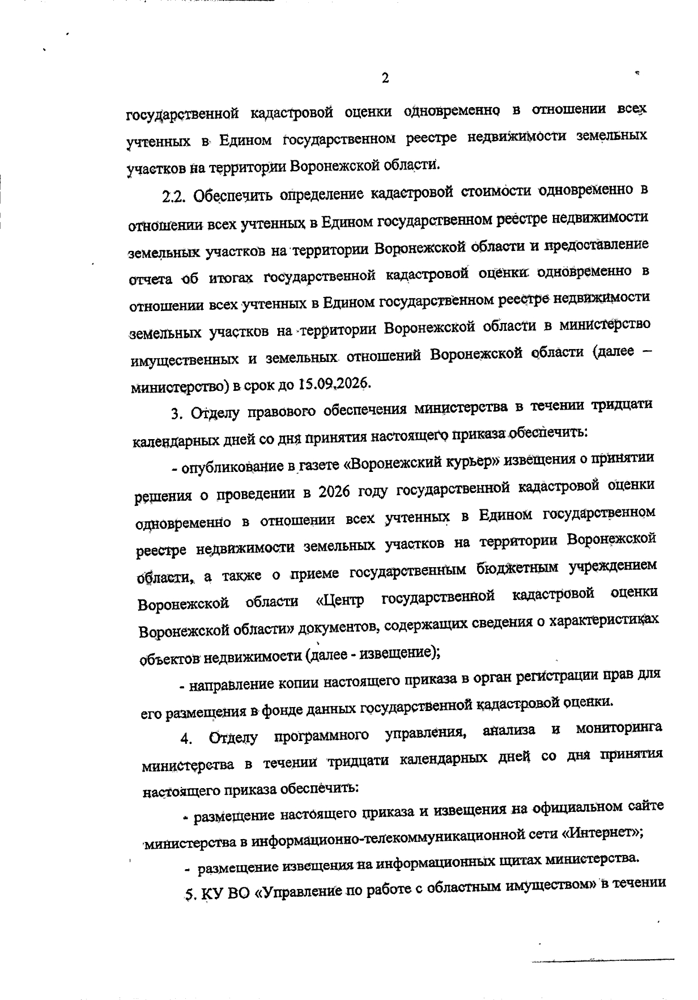 2
государственной кадастровой оценки одновременно в отношении всех
учтенных в Едином государственном реестре недвижимости земельных
участков на территории Воронежской области.
2.2. Обеспечить определение кадастровой стоимости одновременно в
отношении всех учтенных в Едином государственном реестре недвижимости
земельных участков на территории Воронежской области и предоставление
отчета об итогах государственной кадастровой оценки одновременно в
отношении всех учтенных в Едином государственном реестре недвижимости
земельных участков на территории Воронежской области в министерство
имущественных и земельных отношений Воронежской области (далее –
министерство) в срок до 15.09.2026.
3. Отделу правового обеспечения министерства в течении тридцати
календарных дней со дня принятия настоящего приказа обеспечить:
- опубликование в газете «Воронежский курьер» извещения о принятии
решения о проведении в 2026 году государственной кадастровой оценки
одновременно в отношении всех учтенных в Едином государственном
реестре недвижимости земельных участков на территории Воронежской
области, а также о приеме государственным бюджетным учреждением
Воронежской области «Центр государственной кадастровой оценки
Воронежской области» документов, содержащих сведения о характеристиках
объектов недвижимости (далее - извещение);
- направление копии настоящего приказа в орган регистрации прав для
его размещения в фонде данных государственной кадастровой оценки.
4. Отделу программного управления, анализа и мониторинга
министерства в течении тридцати календарных дней со дня принятия
настоящего приказа обеспечить:
- размещение настоящего приказа и извещения на официальном сайте
министерства в информационно-телекоммуникационной сети «Интернет»;
- размещение извещения на информационных щитах министерства.
5. КУ ВО «Управление по работе с областным имуществом» в течении